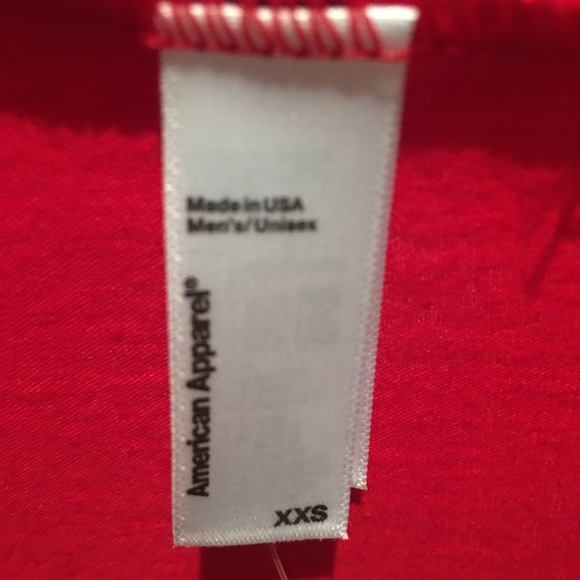 Made in USA
Men's/Unisex
American Apparel®
XXS